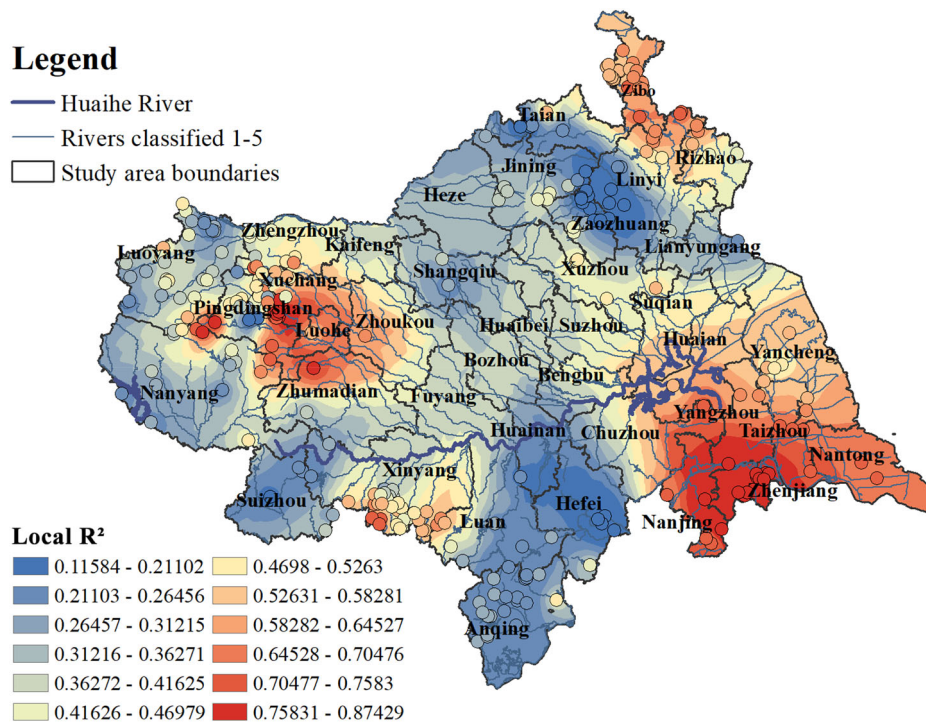 Legend
Huaihe River
Rivers classified 1-5
Study area boundaries
Zibo
Taian
Rizhao
Jining
Linyi
Heze
Zaozhuang
Zhengzhou
Kaifeng
Lianyungang
Luoyang
Shangqiu
Xuzhou
Xuchang
Suqian
Pingdingshan
Luohe
Zhoukou
Huaibei
Suzhou
Huaian
Yancheng
Bozhou
Bengbu
Nanyang
Zhumadian
Fuyang
Yangzhou
Huainan
Chuzhou
Taizhou
Nantong
Xinyang
Zhenjiang
Suizhou
Hefei
Luan
Nanjing
Anqing
Local R²
0.11584 - 0.21102
0.21103 - 0.26456
0.26457 - 0.31215
0.31216 - 0.36271
0.36272 - 0.41625
0.41626 - 0.46979
0.4698 - 0.5263
0.52631 - 0.58281
0.58282 - 0.64527
0.64528 - 0.70476
0.70477 - 0.7583
0.75831 - 0.87429